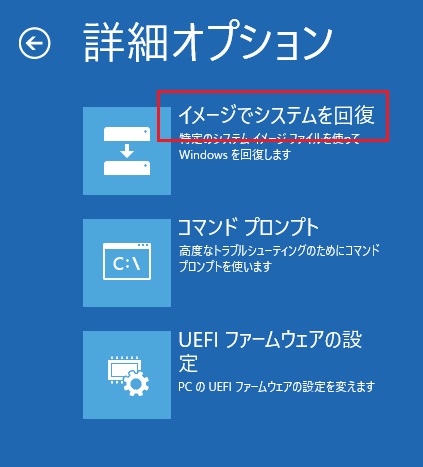 詳細オプション
イメージでシステムを回復
特定のシステム イメージ ファイルを使って
Windows を回復します
コマンド プロンプト
高度なトラブルシューティングのためにコマンド
プロンプトを使います
C:\
UEFI ファームウェアの設
定
PC の UEFI ファームウェアの設定を変えます